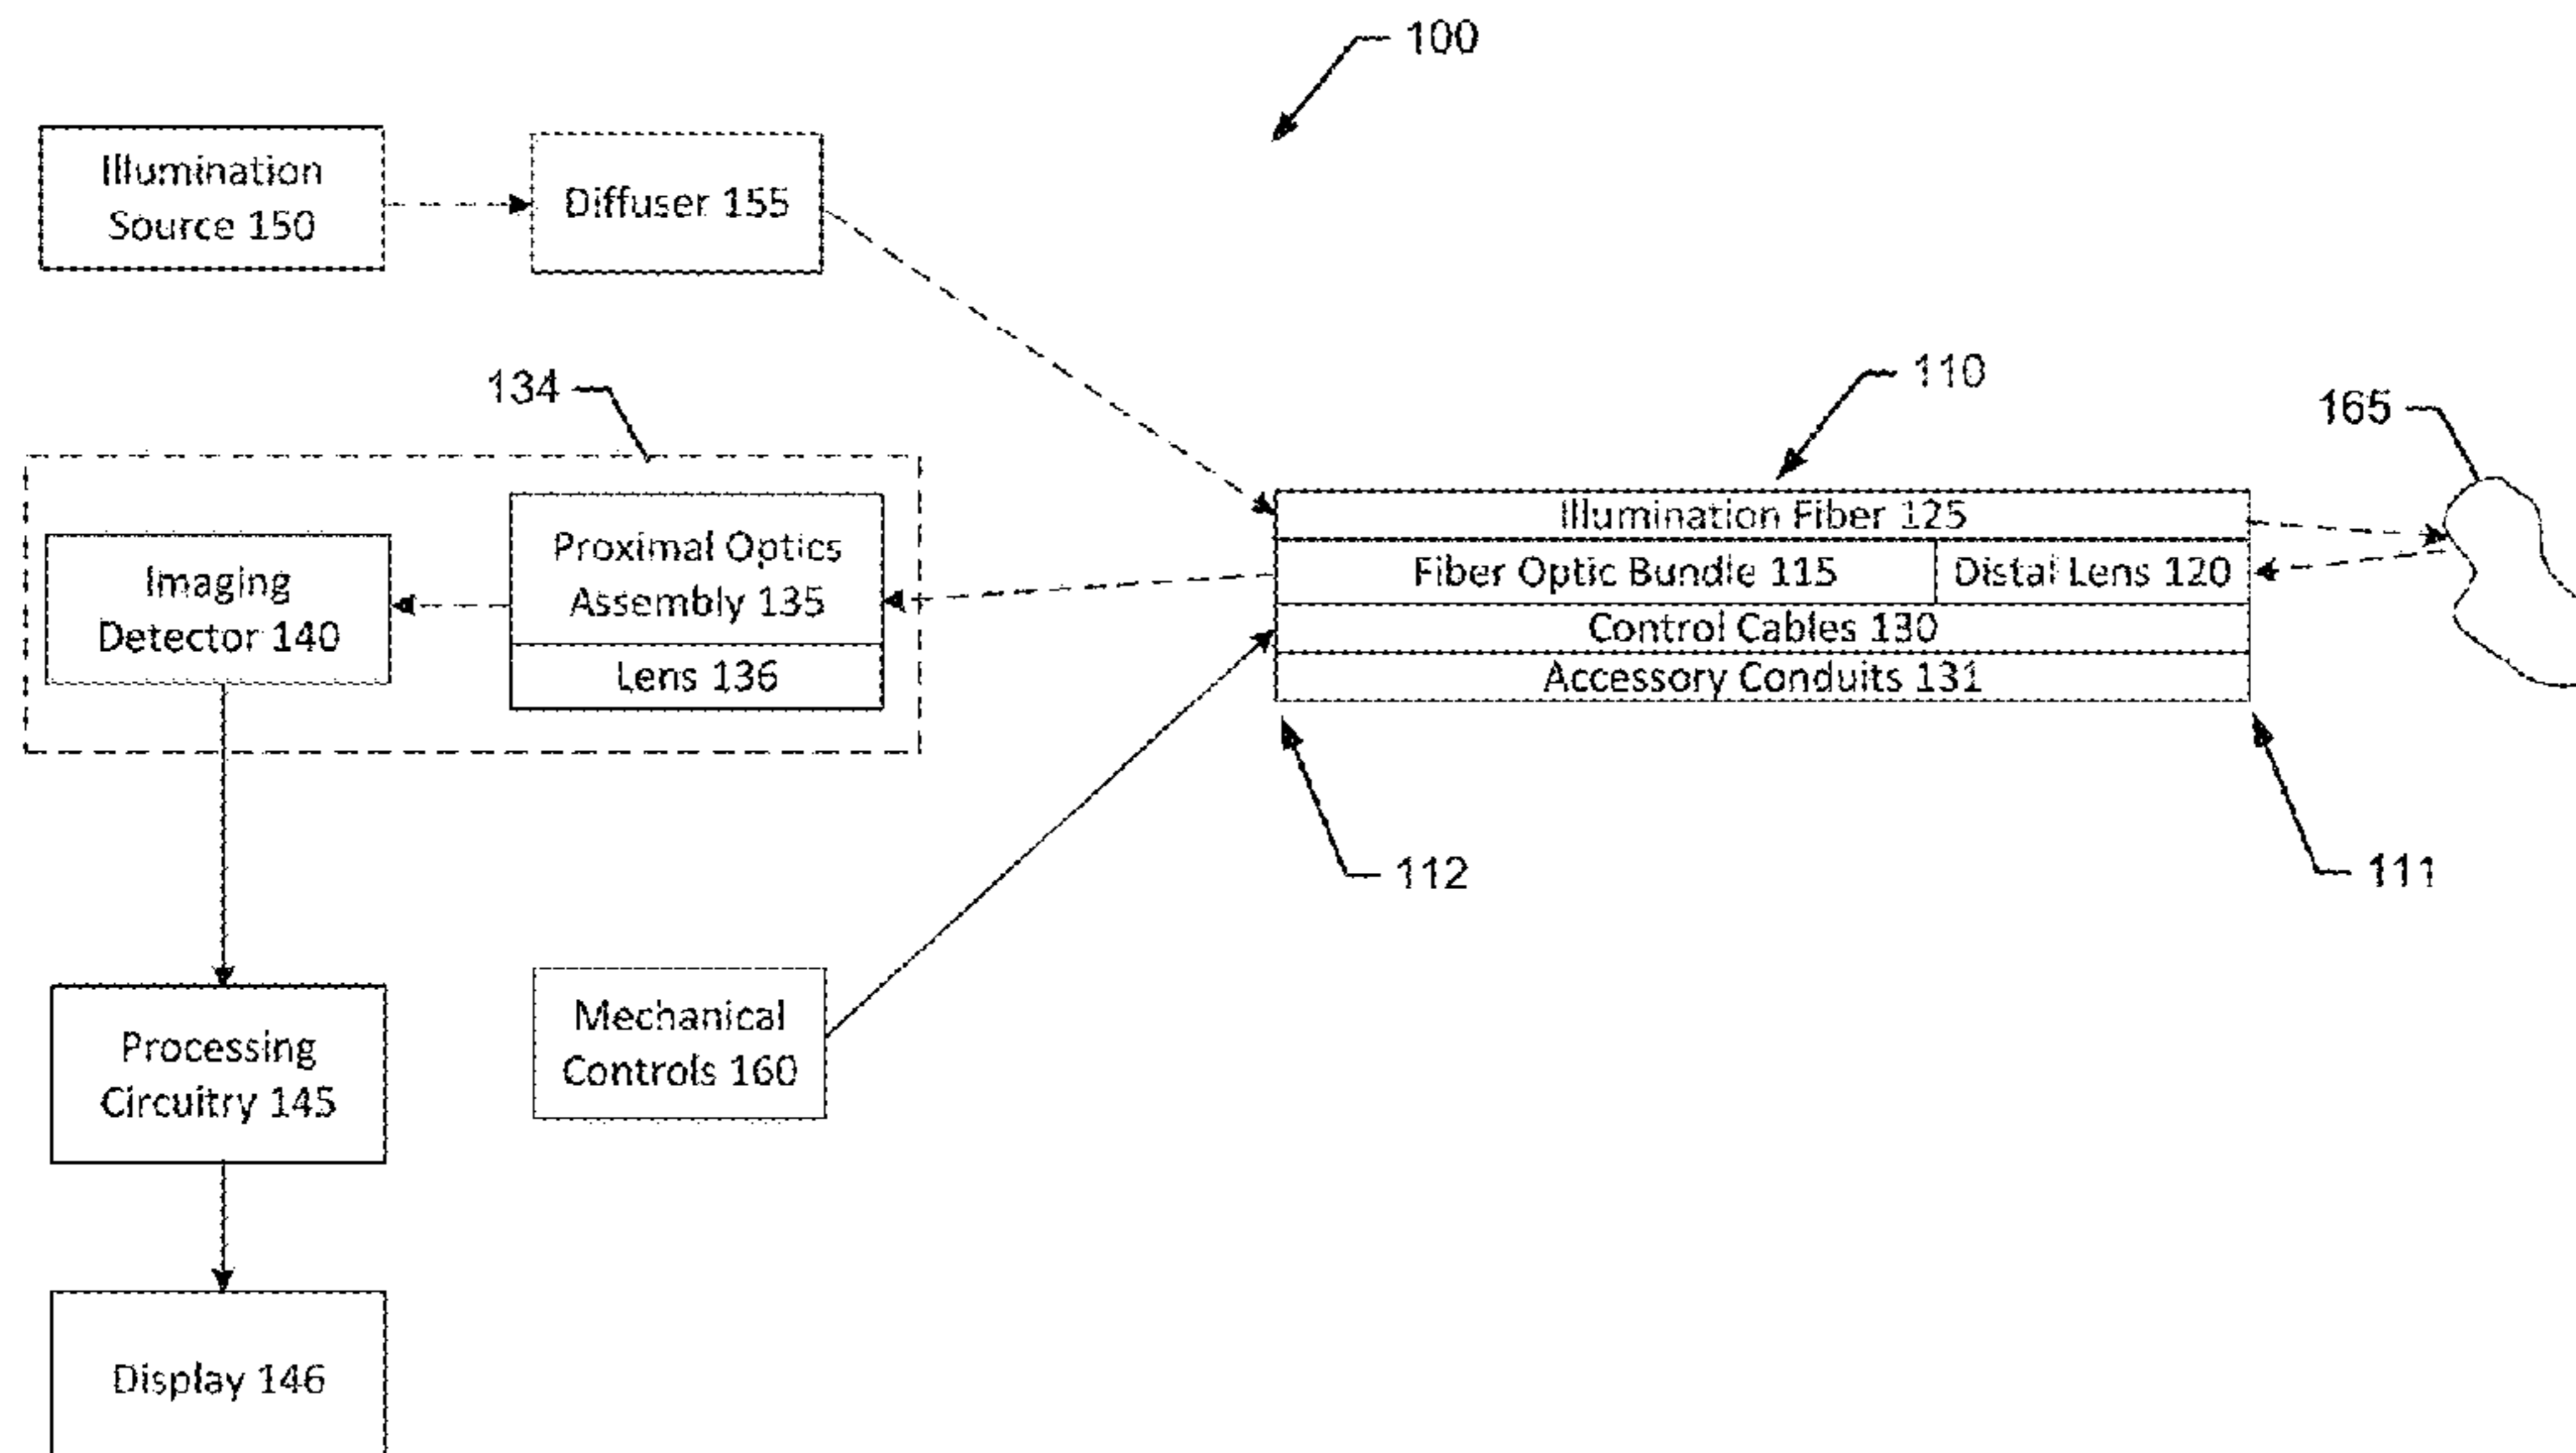 100
Illumination
Source 150
Diffuser 155
134
110
165
Imaging
Detector 140
Proximal Optics
Assembly 135
Lens 136
Illumination Fiber 125
Fiber Optic Bundle 115
Distal Lens 120
Control Cables 130
Accessory Conduits 131
112
111
Processing
Circuitry 145
Mechanical
Controls 160
Display 146